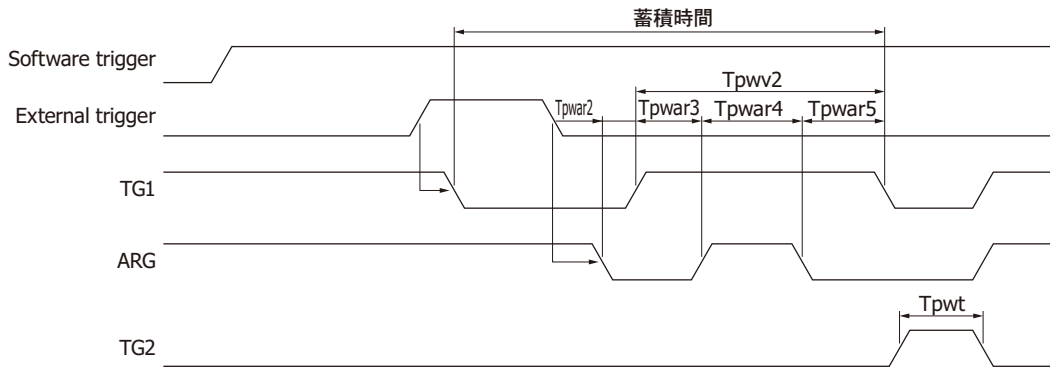 蓄積時間
Software trigger
Tpwv2
External trigger
Tpwar2
Tpwar3
Tpwar4
Tpwar5
TG1
ARG
Tpwt
TG2